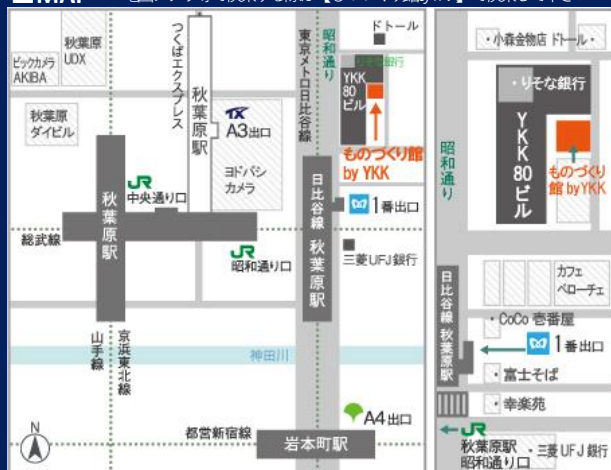 MAP
秋葉原
UDX
ビックカメラ
AKIBA
つくばエクスプレス
秋葉原駅
東京メトロ日比谷線
昭和通り
ドトール
りそな銀行
YKK
80
ビル
秋葉原
ダイビル
TX
A3出口
ヨドバシ
カメラ
ものづくり館
by YKK
JR
中央通り口
秋葉原駅
日比谷線 秋葉原駅
1番出口
総武線
JR
昭和通り口
三菱UFJ銀行
山手線
京浜東北線
神田川
A4出口
都営新宿線
岩本町駅
N
・小森金物店 ドトール・
・りそな銀行
昭和通り
YKK80ビル
ものづくり
館 by YKK
カフェ
ベローチェ
日比谷線 秋葉原駅
・CoCo 壱番屋
1番出口
・富士そば
・幸楽苑
JR
秋葉原駅
昭和通り口
・三菱UFJ銀行